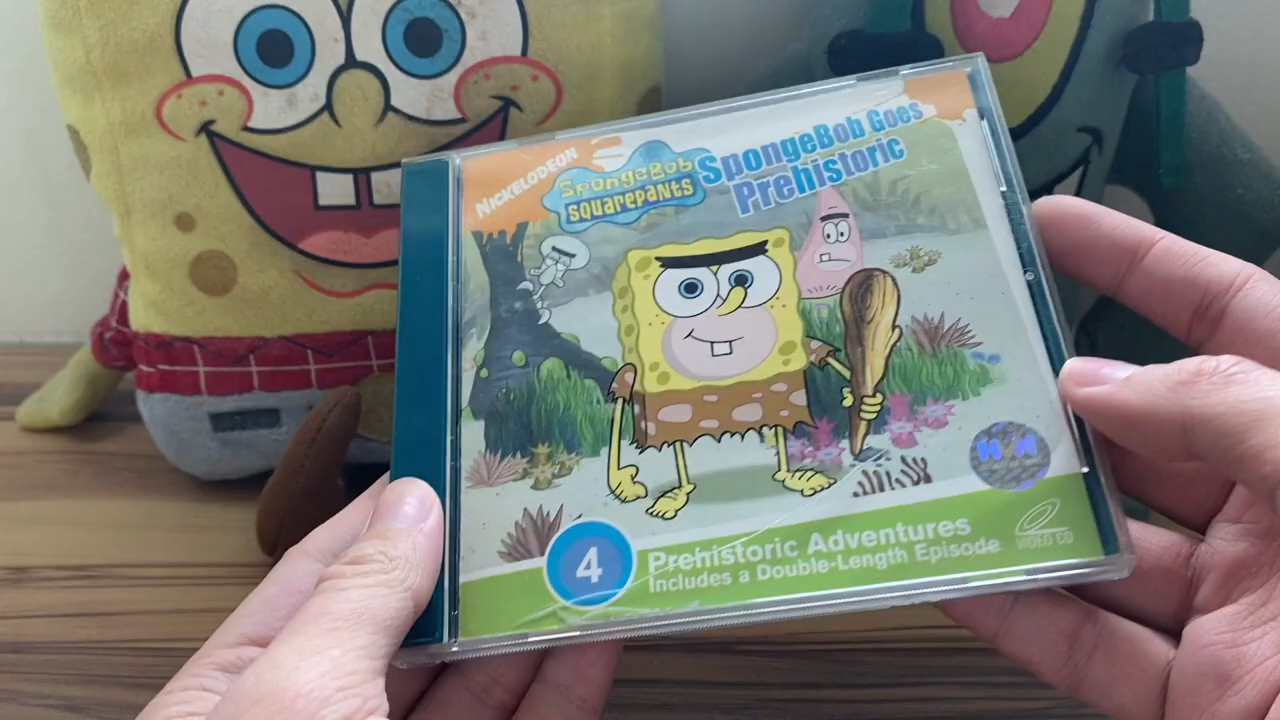 NICKELODEON
SpongeBob
SQUAREPANTS
SpongeBob Goes
Prehistoric
4
Prehistoric Adventures
Includes a Double-Length Episode
VIDEO CD